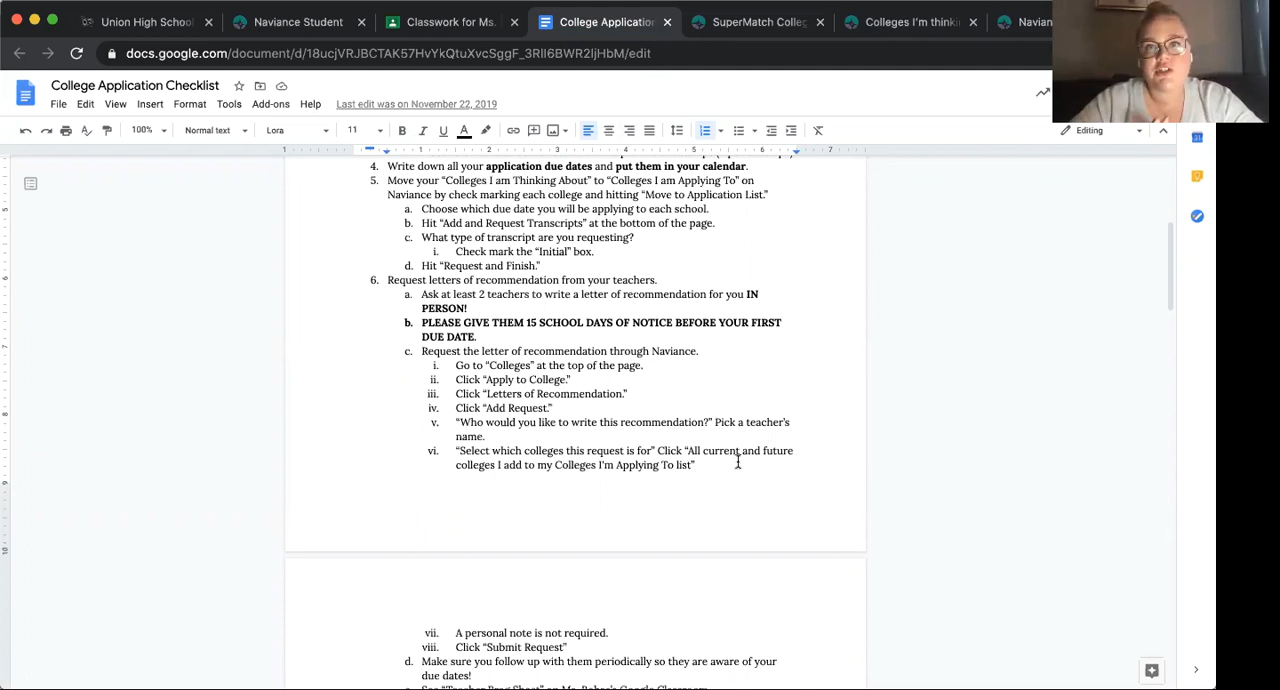 Union High School
Naviance Student
Classwork for Ms.
College Application
SuperMatch Colleg
Colleges I'm thinki
Navian
docs.google.com/document/d/18ucjVRJBCTAK57HvYkQtuXvcSggF_3RlI6BWR2ljHbM/edit
College Application Checklist
File Edit View Insert Format Tools Add-ons Help Last edit was on November 22, 2019
100% Normal text Lora 11 B I U A Editing
1 1 2 3 4 5 6 7
4. Write down all your application due dates and put them in your calendar.
5. Move your “Colleges I am Thinking About” to “Colleges I am Applying To” on
Naviance by check marking each college and hitting “Move to Application List.”
a. Choose which due date you will be applying to each school.
b. Hit “Add and Request Transcripts” at the bottom of the page.
c. What type of transcript are you requesting?
i. Check mark the “Initial” box.
d. Hit “Request and Finish.”
6. Request letters of recommendation from your teachers.
a. Ask at least 2 teachers to write a letter of recommendation for you IN
PERSON!
b. PLEASE GIVE THEM 15 SCHOOL DAYS OF NOTICE BEFORE YOUR FIRST
DUE DATE.
c. Request the letter of recommendation through Naviance.
i. Go to “Colleges” at the top of the page.
ii. Click “Apply to College.”
iii. Click “Letters of Recommendation.”
iv. Click “Add Request.”
v. “Who would you like to write this recommendation?” Pick a teacher’s
name.
vi. “Select which colleges this request is for” Click “All current and future
colleges I add to my Colleges I’m Applying To list”
vii. A personal note is not required.
viii. Click “Submit Request”
d. Make sure you follow up with them periodically so they are aware of your
due dates!